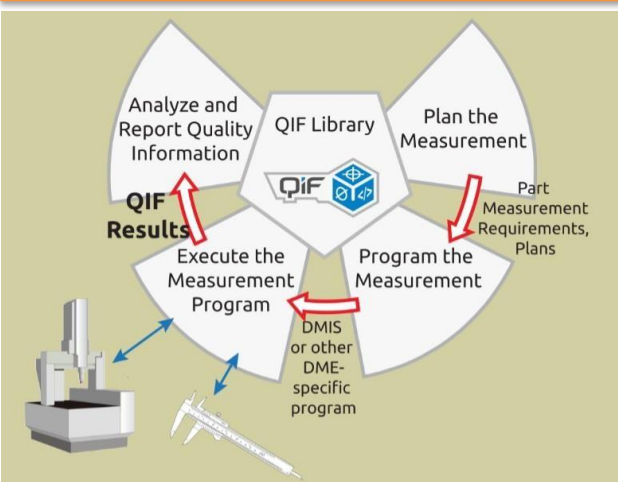 Analyze and
Report Quality
Information
QIF Library
QIF
Plan the
Measurement
Part
Measurement
Requirements,
Plans
Program the
Measurement
DMIS
or other
DME-
specific
program
Execute the
Measurement
Program
QIF
Results